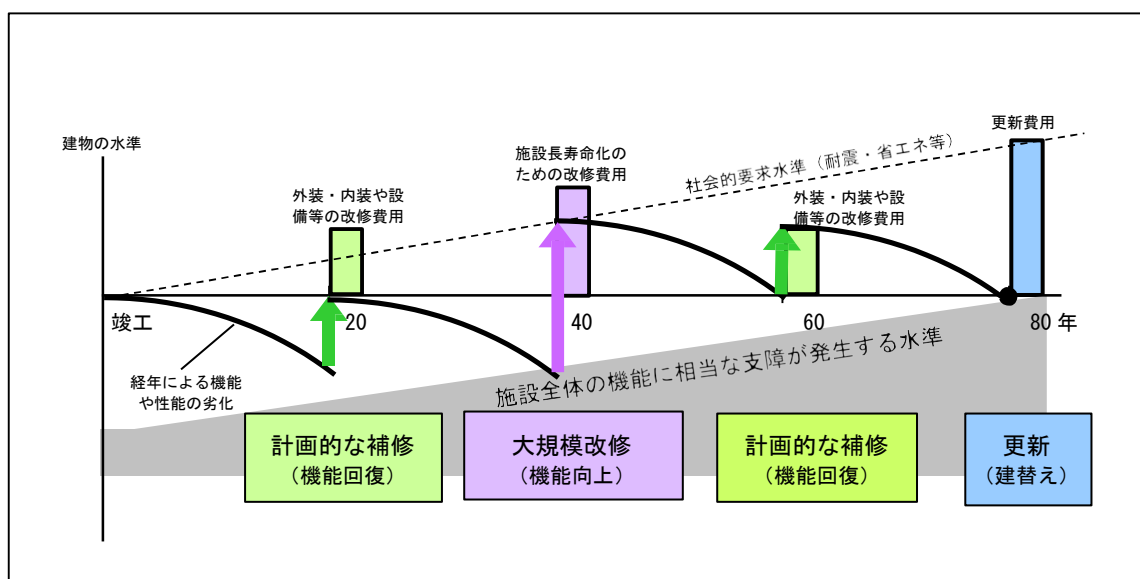 建物の水準
更新費用
施設長寿命化の
ための改修費用
社会的要求水準（耐震・省エネ等）
外装・内装や設
備等の改修費用
外装・内装や設
備等の改修費用
竣工
20
40
60
80 年
経年による機能
や性能の劣化
施設全体の機能に相当な支障が発生する水準
計画的な補修
（機能回復）
大規模改修
（機能向上）
計画的な補修
（機能回復）
更新
（建替え）